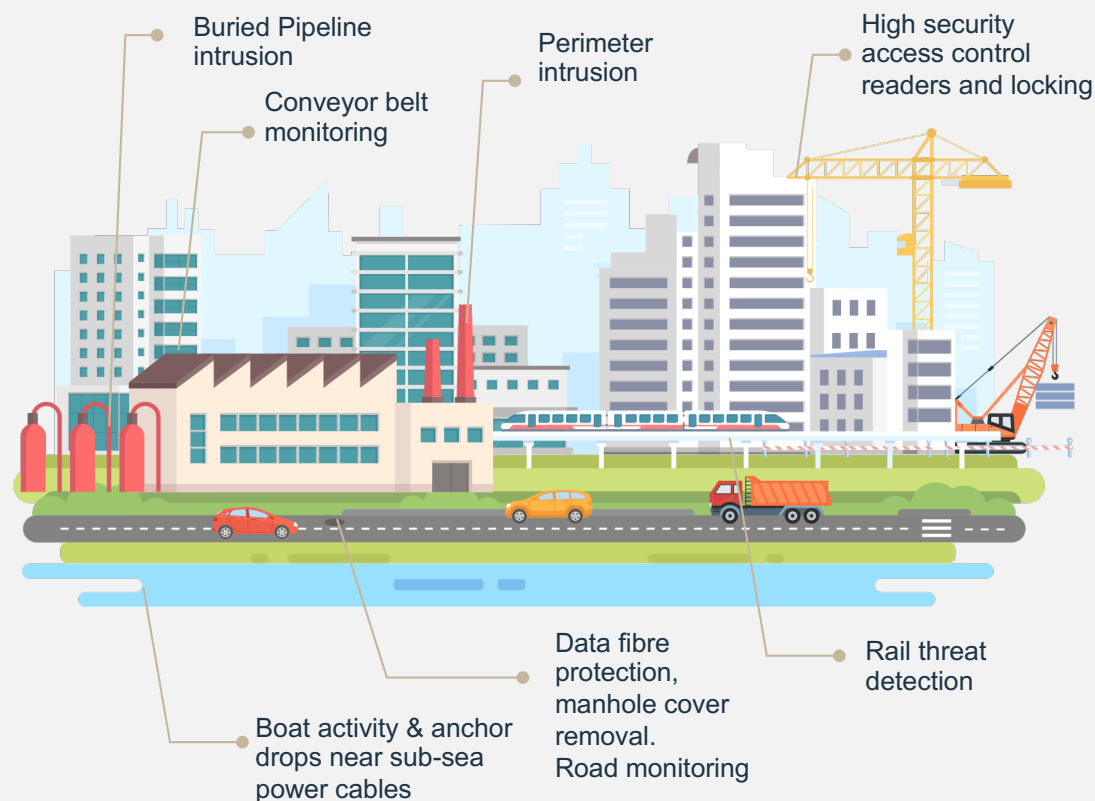 Buried Pipeline
intrusion
Conveyor belt
monitoring
Perimeter
intrusion
High security
access control
readers and locking
Boat activity & anchor
drops near sub-sea
power cables
Data fibre
protection,
manhole cover
removal.
Road monitoring
Rail threat
detection